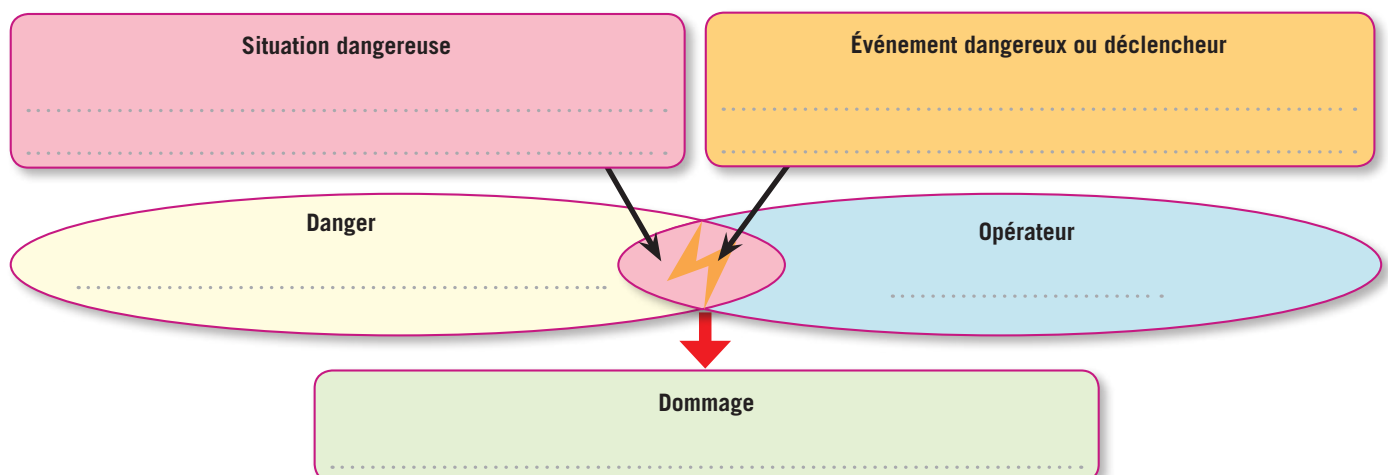 Situation dangereuse
Événement dangereux ou déclencheur
Danger
Opérateur
Dommage